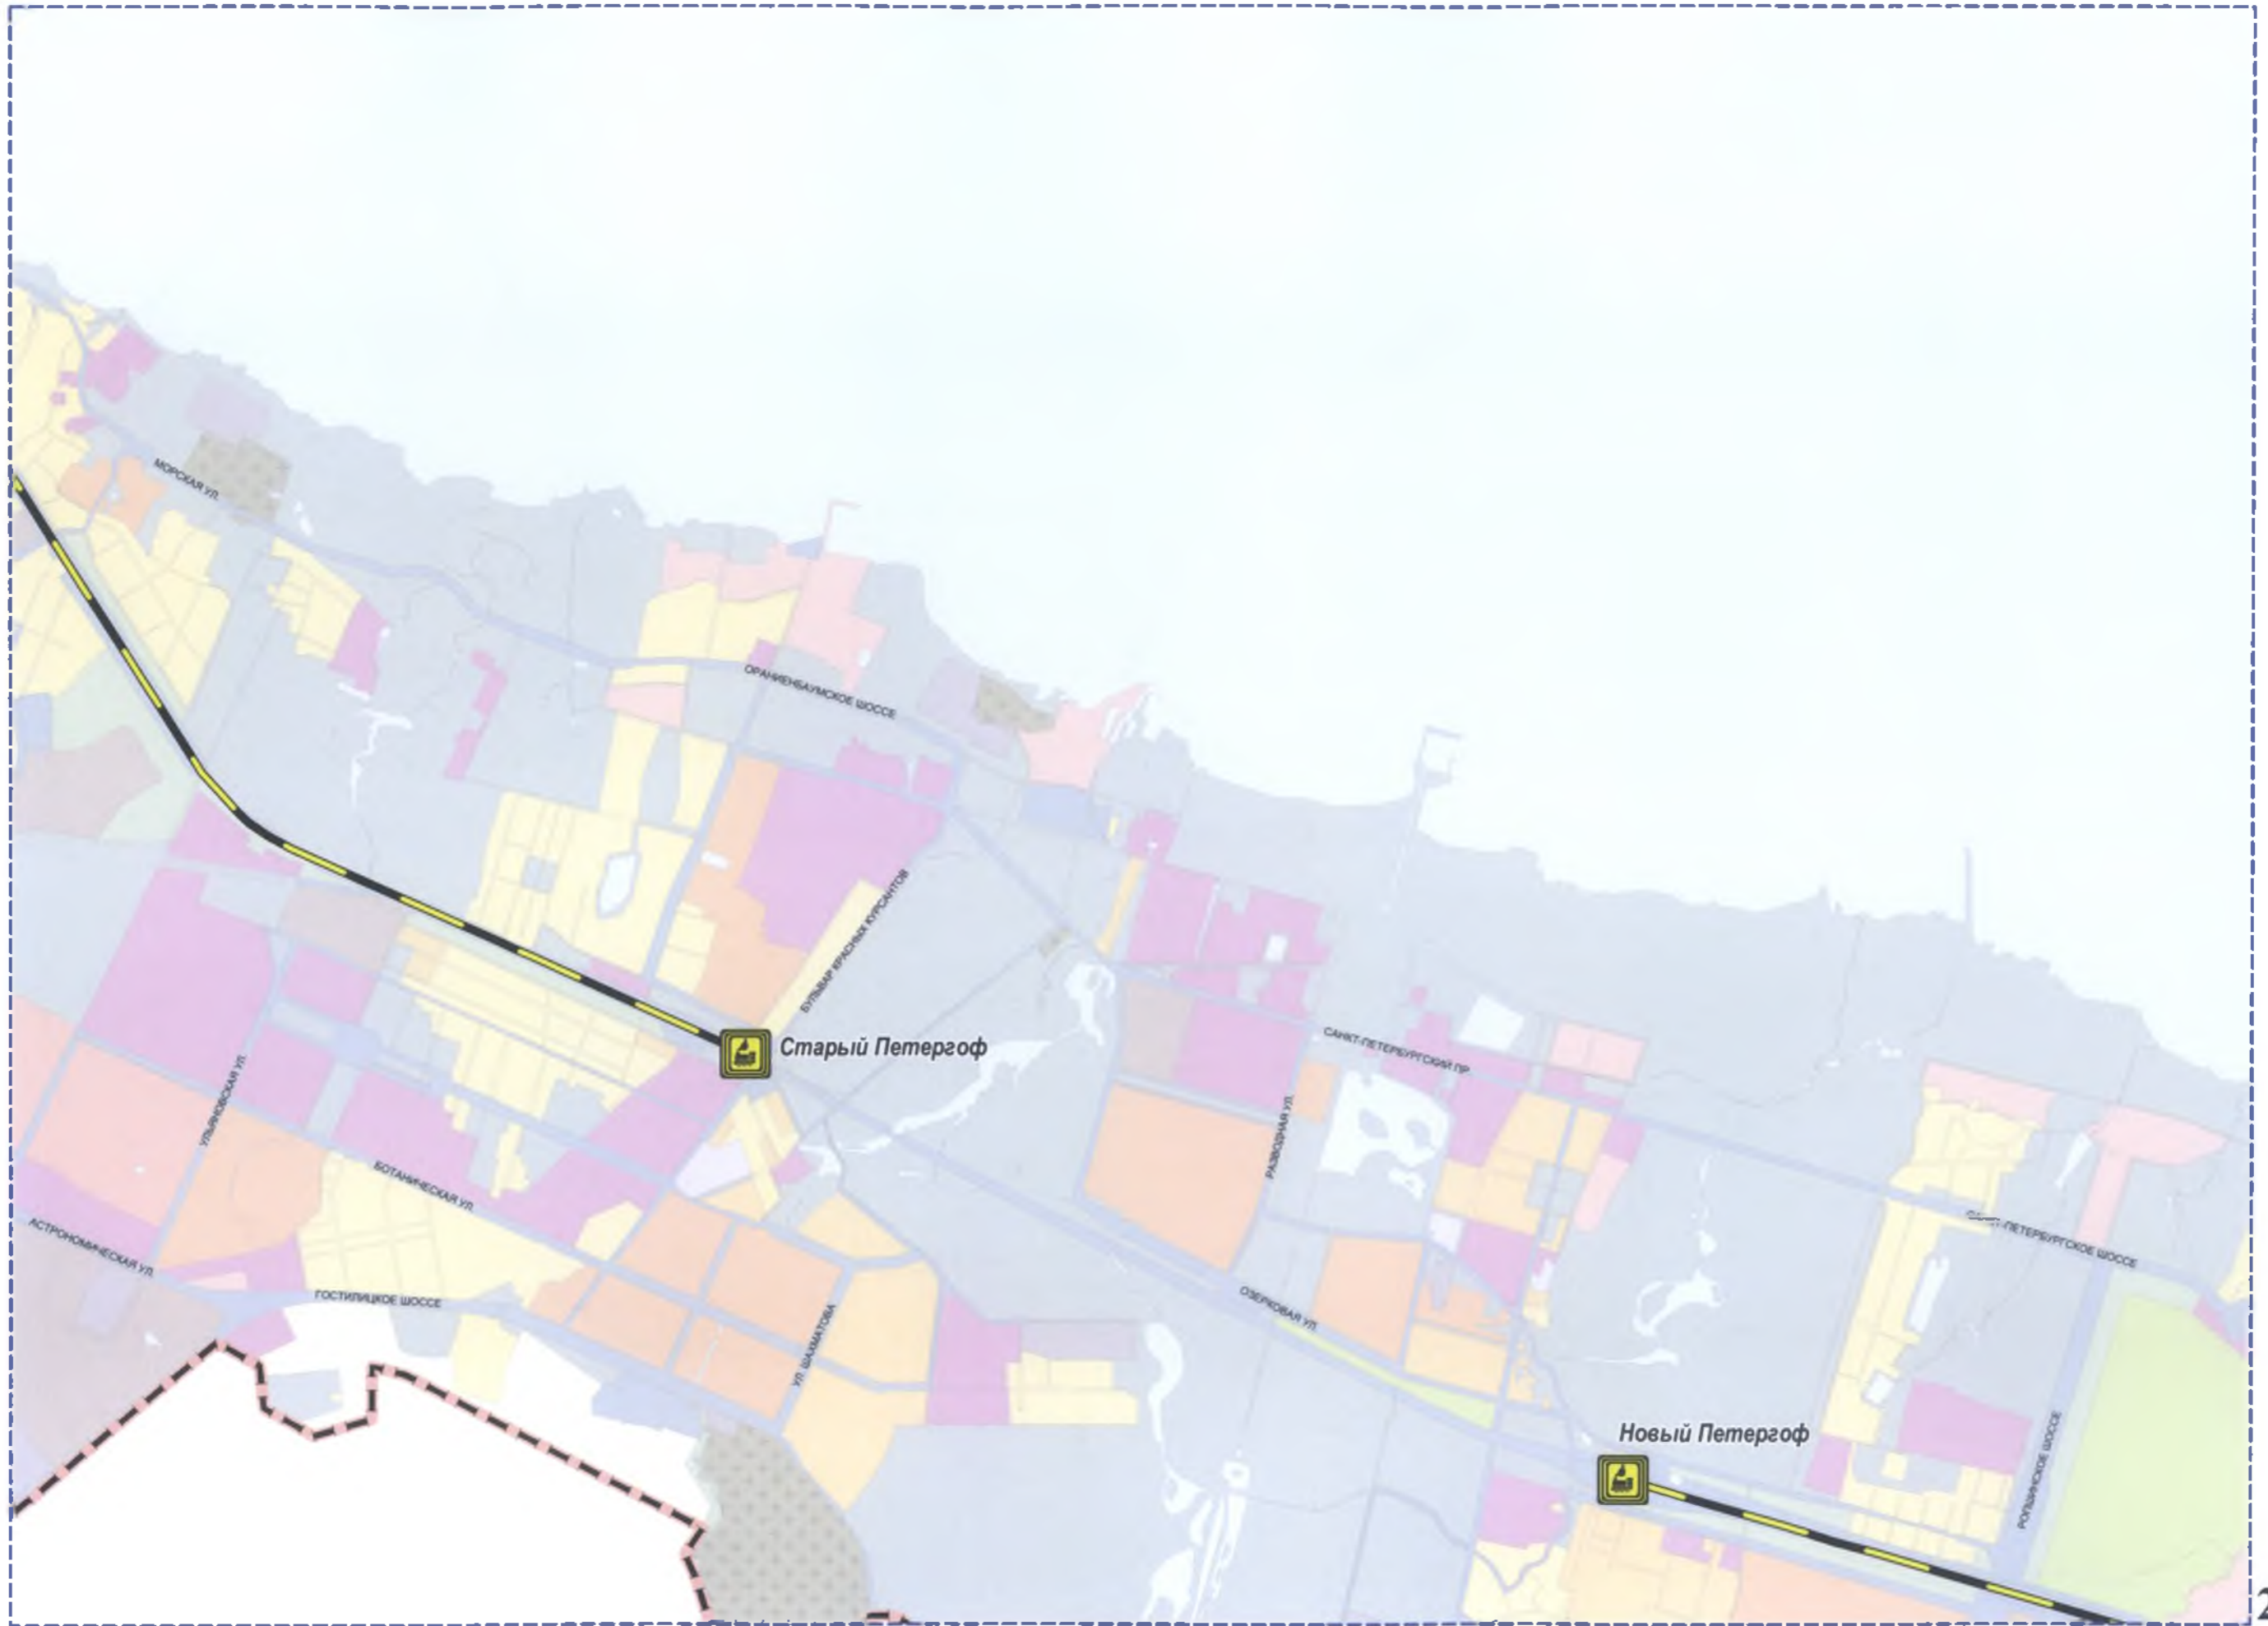 МОРСКАЯ УЛ.
ОРАНИЕНБАУМСКОЕ ШОССЕ
БУЛЬВАР КРАСНЫХ КУРСАНТОВ
Старый Петергоф
САНКТ-ПЕТЕРБУРГСКИЙ ПР.
УЛЬЯНОВСКАЯ УЛ.
РАЗВОДНАЯ УЛ.
БОТАНИЧЕСКАЯ УЛ.
АСТРОНОМИЧЕСКАЯ УЛ.
САНКТ-ПЕТЕРБУРГСКОЕ ШОССЕ
ГОСТИЛИЦКОЕ ШОССЕ
ОЗЕРКОВАЯ УЛ.
УЛ. ШАХМАТОВА
Новый Петергоф
РОПШИНСКОЕ ШОССЕ
2